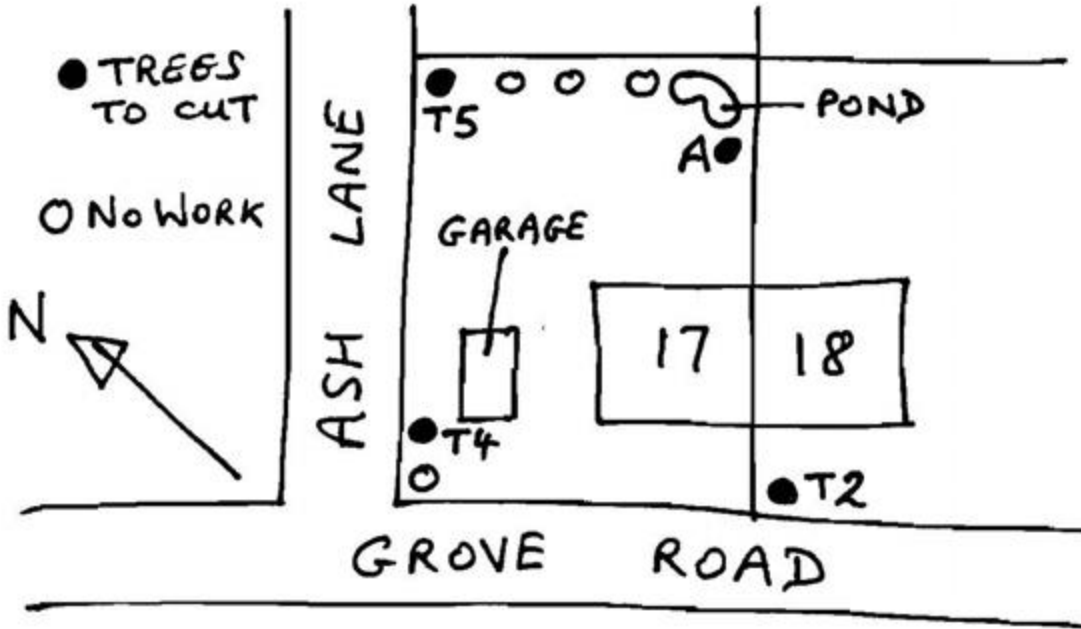 TREES
TO CUT
NO WORK
N
ASH LANE
T5
POND
A
GARAGE
17
18
T4
T2
GROVE ROAD